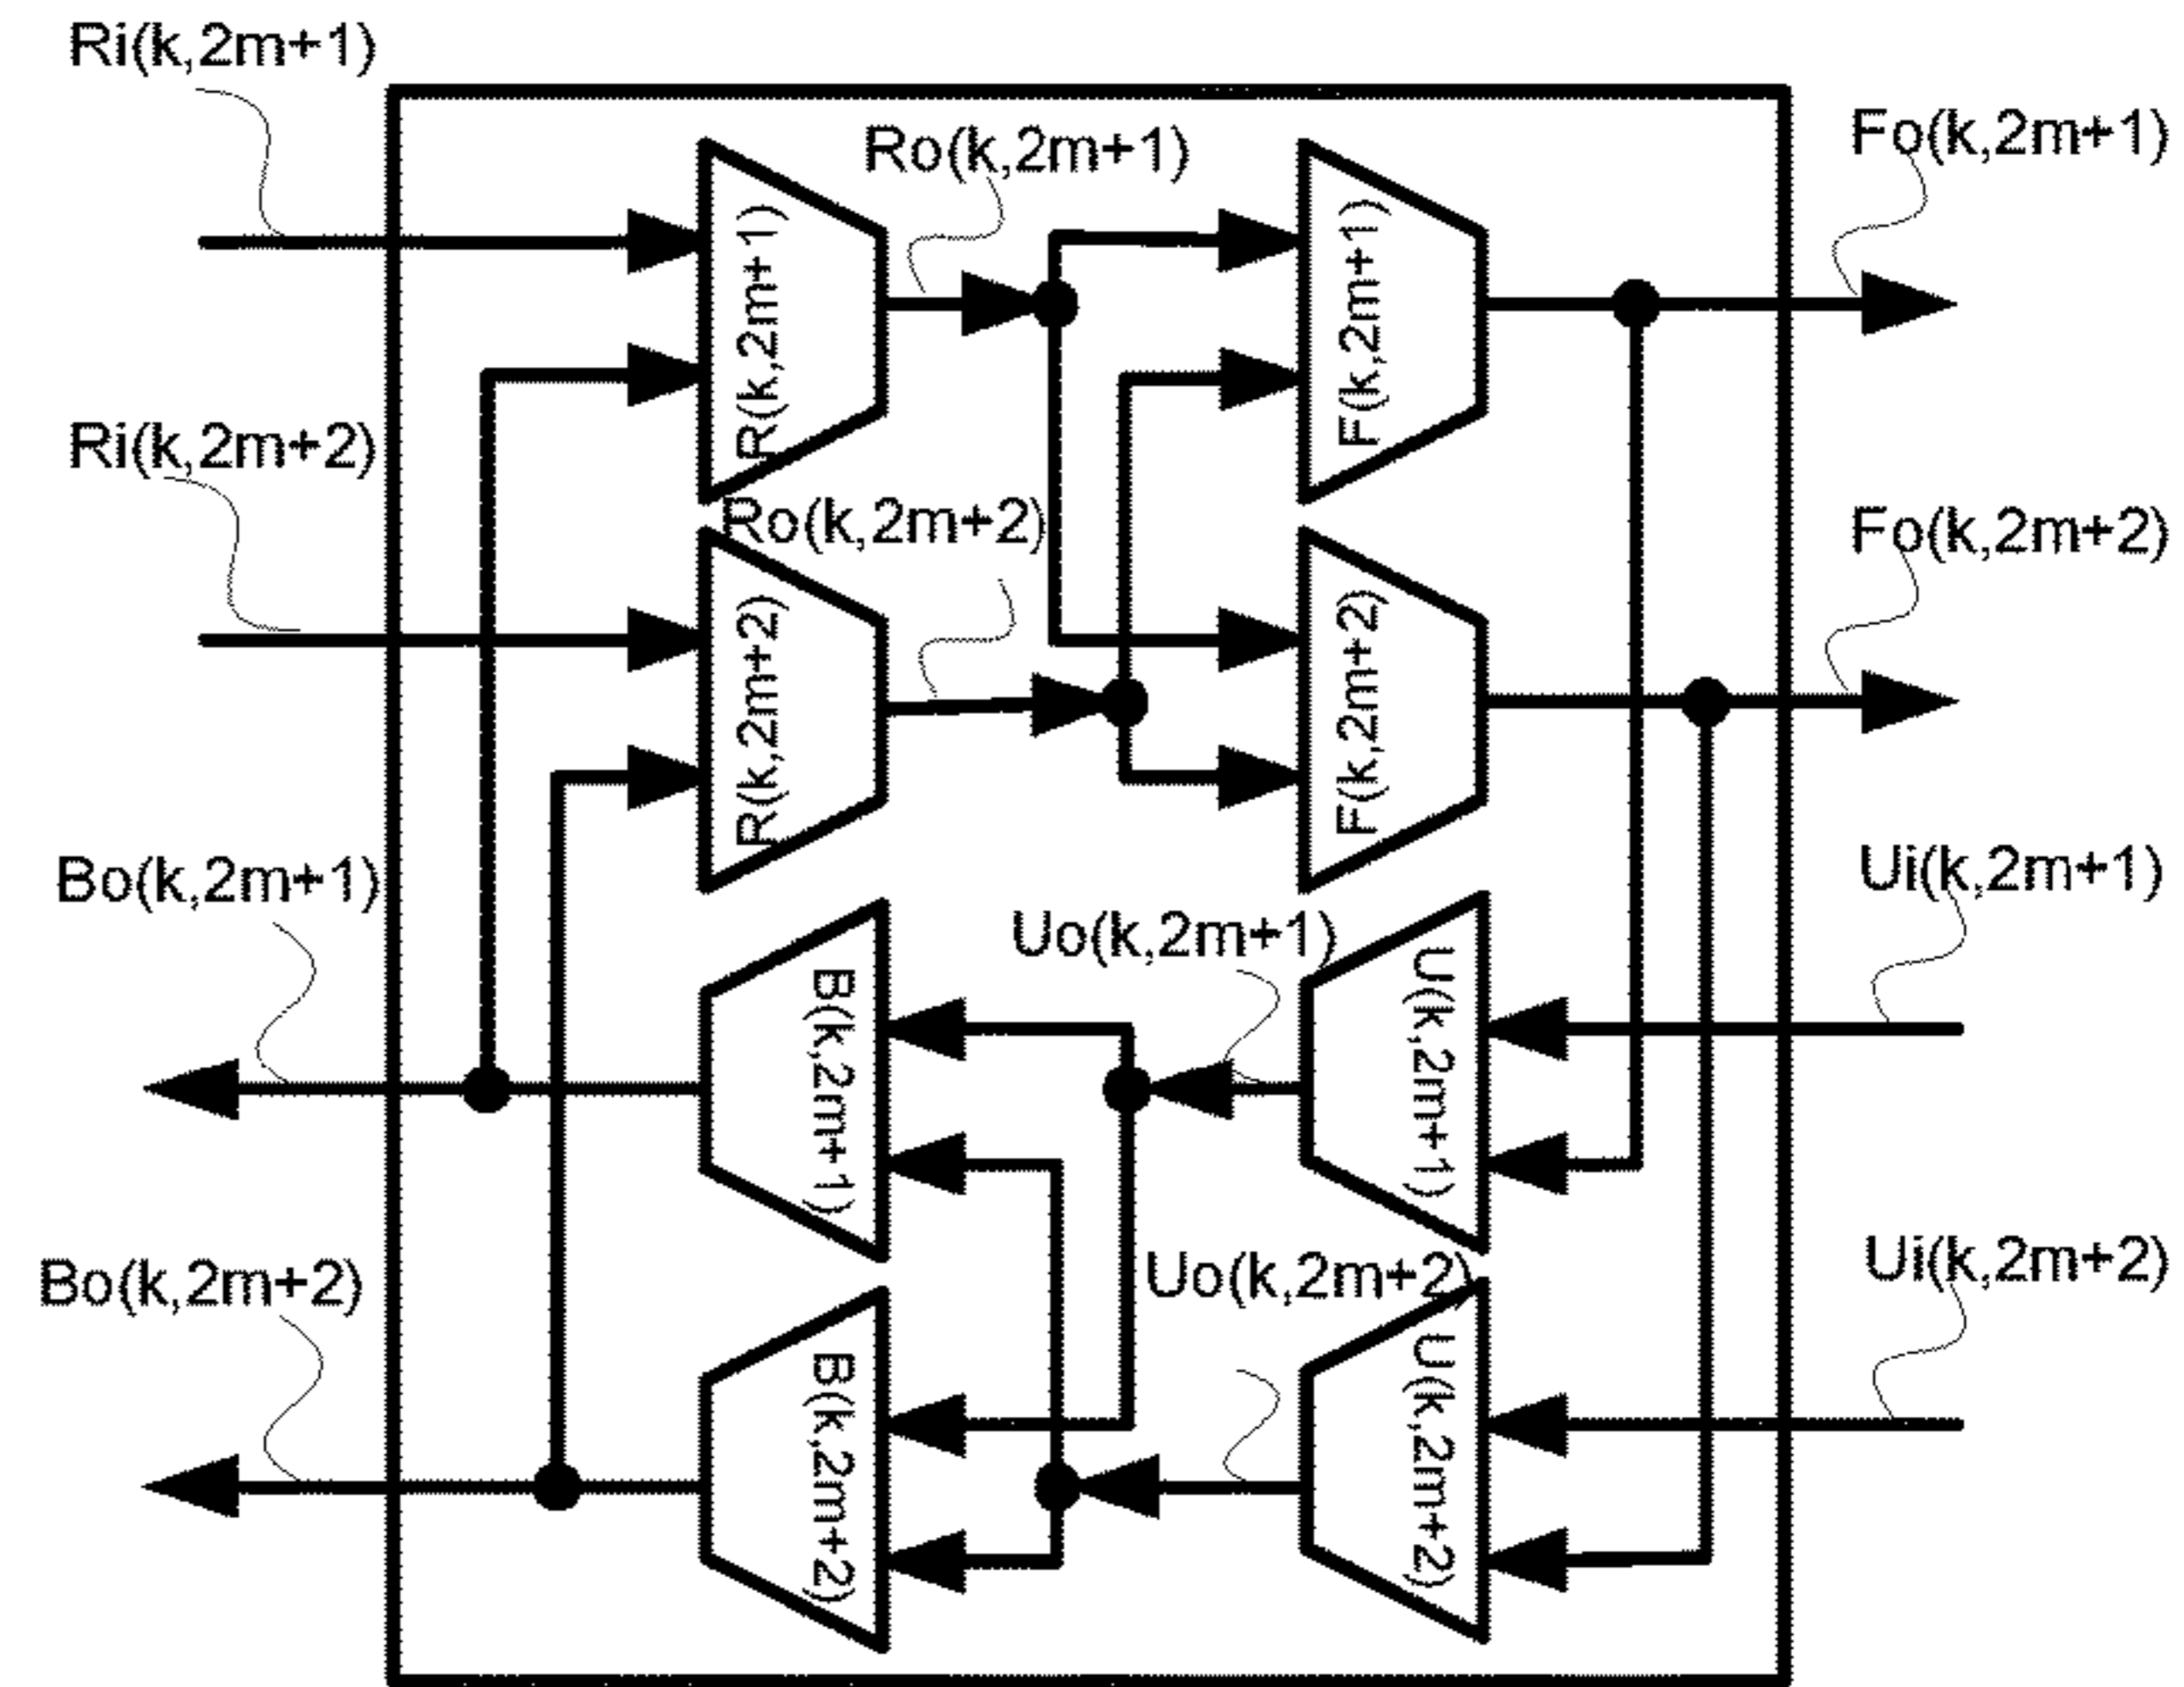 Ri(k,2m+1)
Ro(k,2m+1)
Fo(k,2m+1)
R(k,2m+1)
F(k,2m+1)
Ri(k,2m+2)
Ro(k,2m+2)
Fo(k,2m+2)
R(k,2m+2)
F(k,2m+2)
Bo(k,2m+1)
Uo(k,2m+1)
Ui(k,2m+1)
B(k,2m+1)
U(k,2m+1)
Bo(k,2m+2)
Uo(k,2m+2)
Ui(k,2m+2)
B(k,2m+2)
U(k,2m+2)